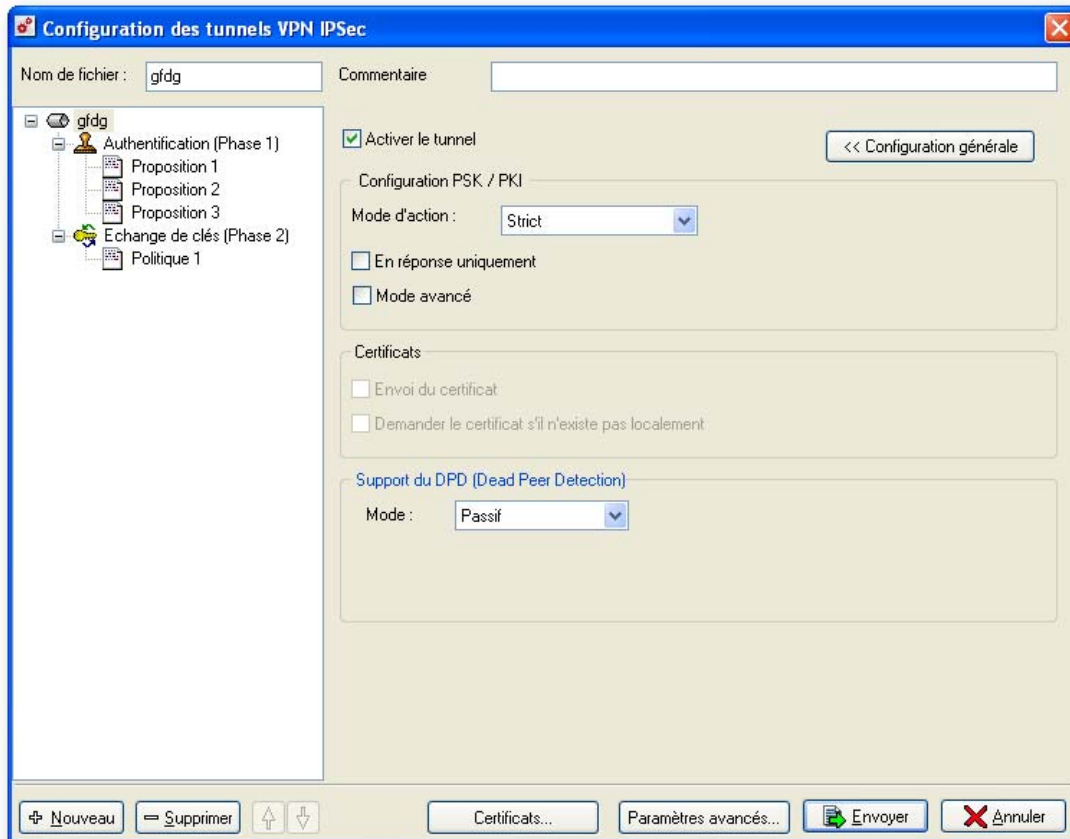 Configuration des tunnels VPN IPSec
Nom de fichier : gfdg Commentaire
gfdg
Authentification (Phase 1)
Proposition 1
Proposition 2
Proposition 3
Echange de clés (Phase 2)
Politique 1
Activer le tunnel
<< Configuration générale
Configuration PSK / PKI
Mode d'action : Strict
En réponse uniquement
Mode avancé
Certificats
Envoi du certificat
Demander le certificat s'il n'existe pas localement
Support du DPD (Dead Peer Detection)
Mode : Passif
Nouveau Supprimer Certificats... Paramètres avancés... Envoyer Annuler